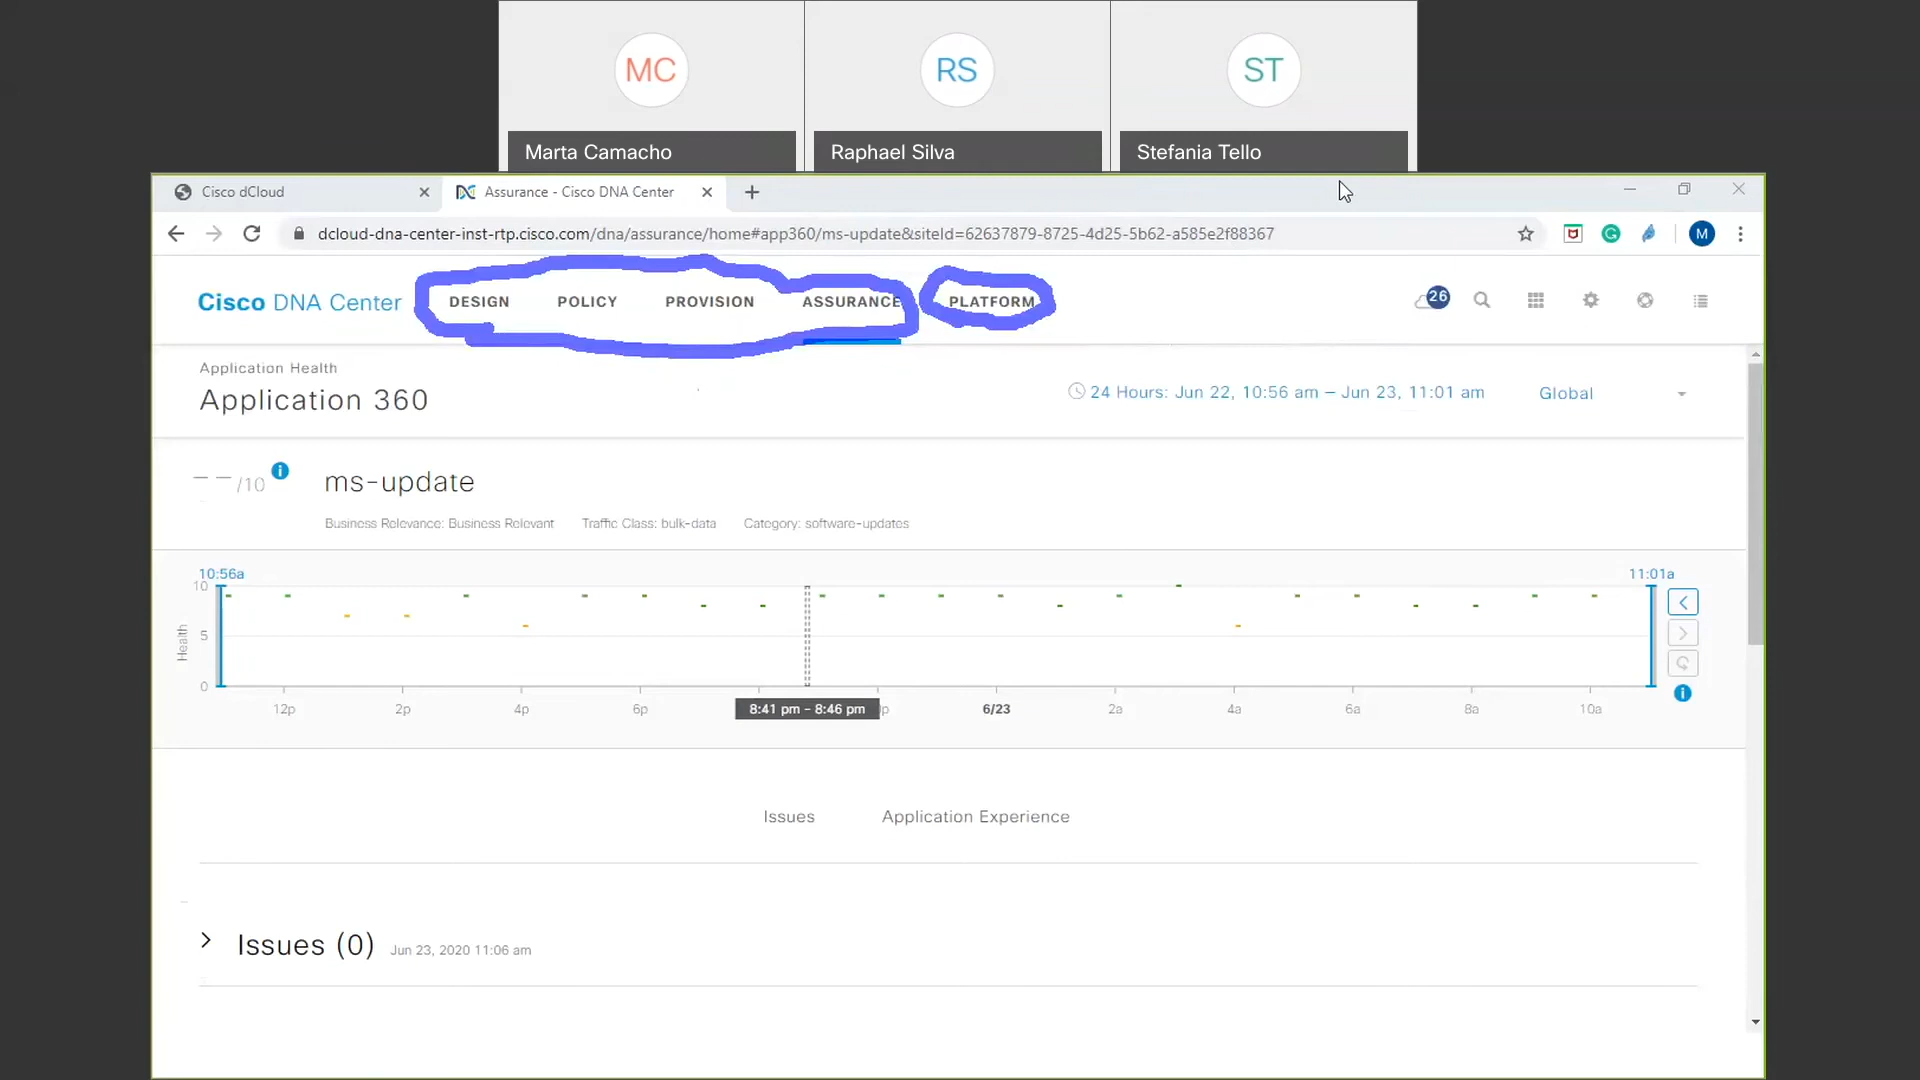 MC RS ST
Marta Camacho Raphael Silva Stefania Tello
Cisco dCloud Assurance - Cisco DNA Center
dcloud-dna-center-inst-rtp.cisco.com/dna/assurance/home#app360/ms-update&siteId=62637879-8725-4d25-5b62-a585e2f88367 M
Cisco DNA Center DESIGN POLICY PROVISION ASSURANCE PLATFORM 26
Application Health
Application 360
24 Hours: Jun 22, 10:56 am – Jun 23, 11:01 am Global
– – /10 ms-update
Business Relevance: Business Relevant Traffic Class: bulk-data Category: software-updates
10:56a 11:01a
10
5
0
Health
12p 2p 4p 6p 8:41 pm - 8:46 pm p 6/23 2a 4a 6a 8a 10a
Issues Application Experience
Issues (0) Jun 23, 2020 11:06 am